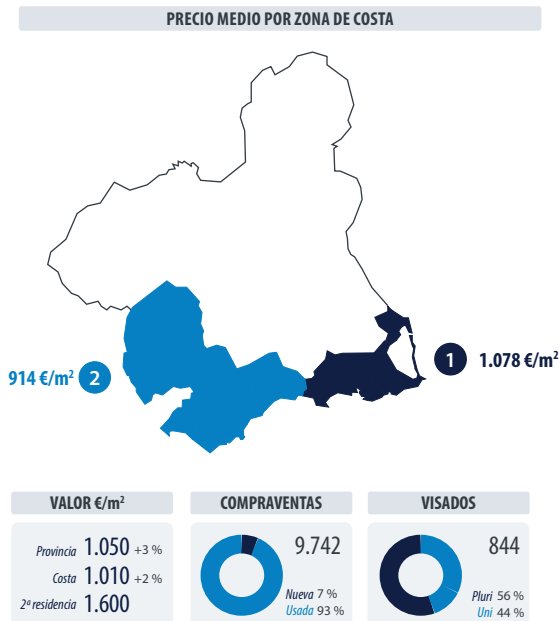 PRECIO MEDIO POR ZONA DE COSTA
1 1.078 €/m²
914 €/m² 2
VALOR €/m²
Provincia 1.050 +3 %
Costa 1.010 +2 %
2ª residencia 1.600
COMPRAVENTAS
9.742
Nueva 7 %
Usada 93 %
VISADOS
844
Pluri 56 %
Uni 44 %